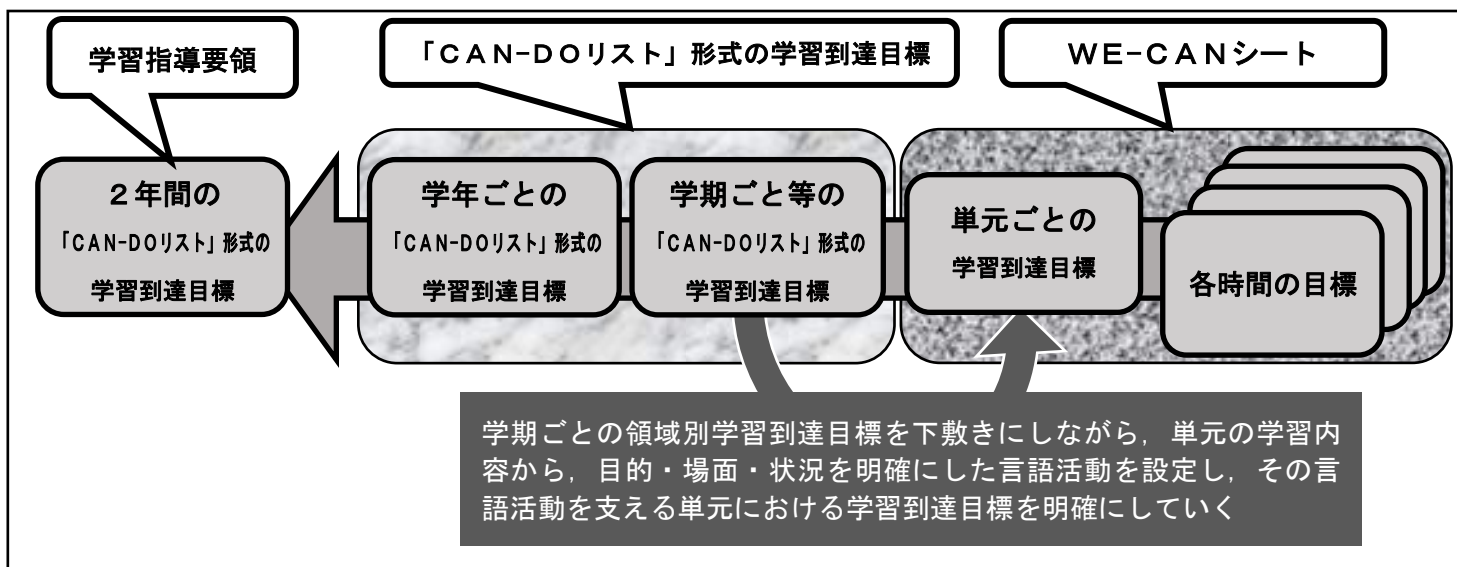 学習指導要領
「ＣＡＮ−ＤＯリスト」形式の学習到達目標
ＷＥ−ＣＡＮシート
２年間の
「CAN-DOリスト」形式の
学習到達目標
学年ごとの
「CAN-DOリスト」形式の
学習到達目標
学期ごと等の
「CAN-DOリスト」形式の
学習到達目標
単元ごとの
学習到達目標
各時間の目標
学期ごとの領域別学習到達目標を下敷きにしながら，単元の学習内
容から，目的・場面・状況を明確にした言語活動を設定し，その言
語活動を支える単元における学習到達目標を明確にしていく